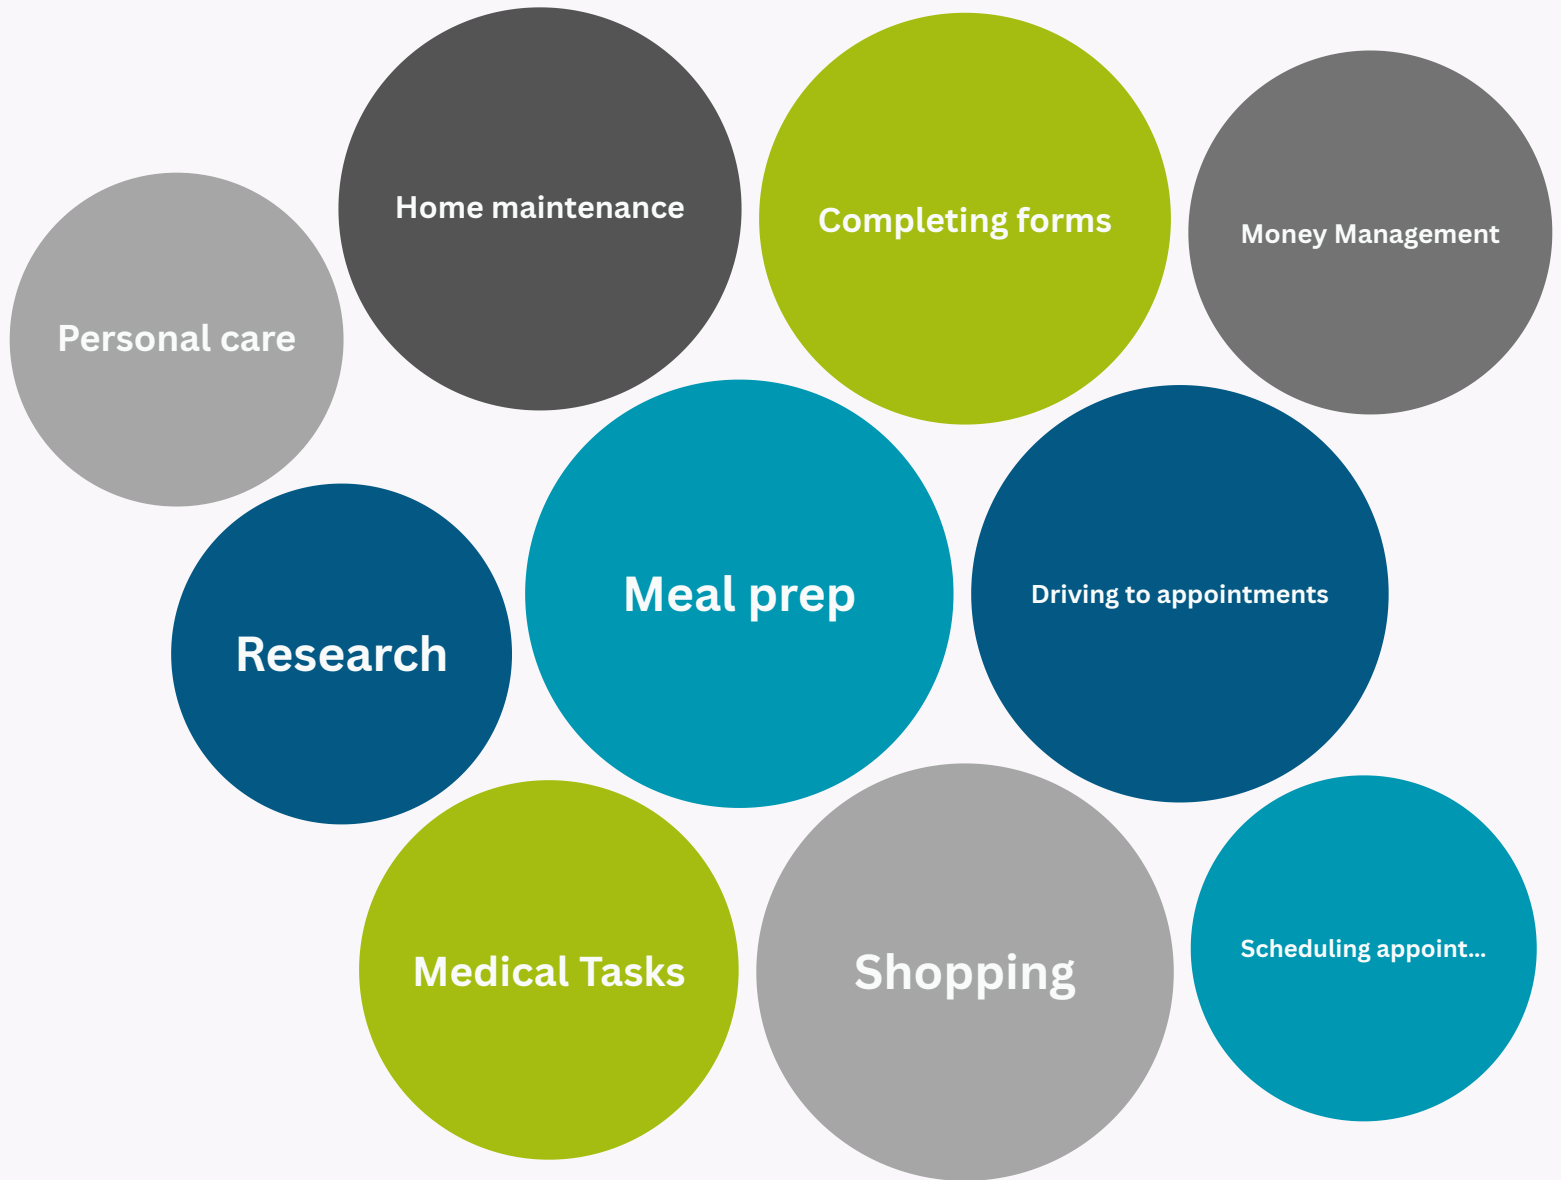 Home maintenance
Completing forms
Money Management
Personal care
Meal prep
Driving to appointments
Research
Medical Tasks
Shopping
Scheduling appoint...